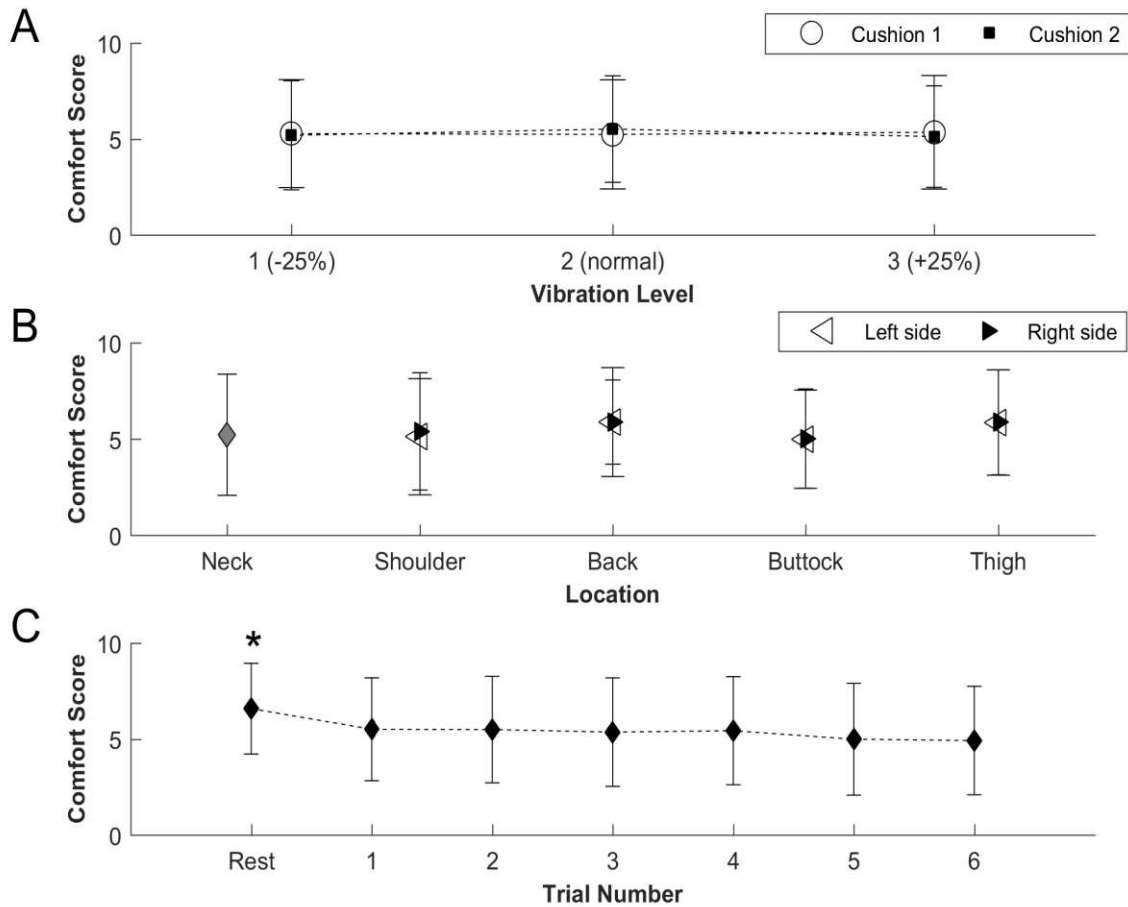 A
10
Cushion 1 Cushion 2
Comfort Score
5
0
1 (-25%) 2 (normal) 3 (+25%)
Vibration Level
B
10
Left side Right side
Comfort Score
5
0
Neck Shoulder Back Buttock Thigh
Location
C
10
*
Comfort Score
5
0
Rest 1 2 3 4 5 6
Trial Number